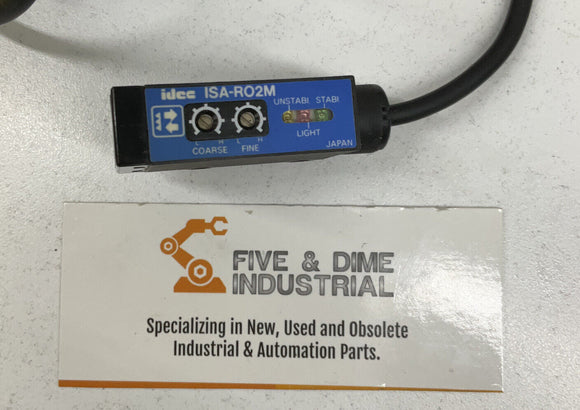 idec ISA-R02M
UNSTABI STABI
LIGHT
L H L H
COARSE FINE
JAPAN
FIVE & DIME
INDUSTRIAL
Specializing in New, Used and Obsolete
Industrial & Automation Parts.